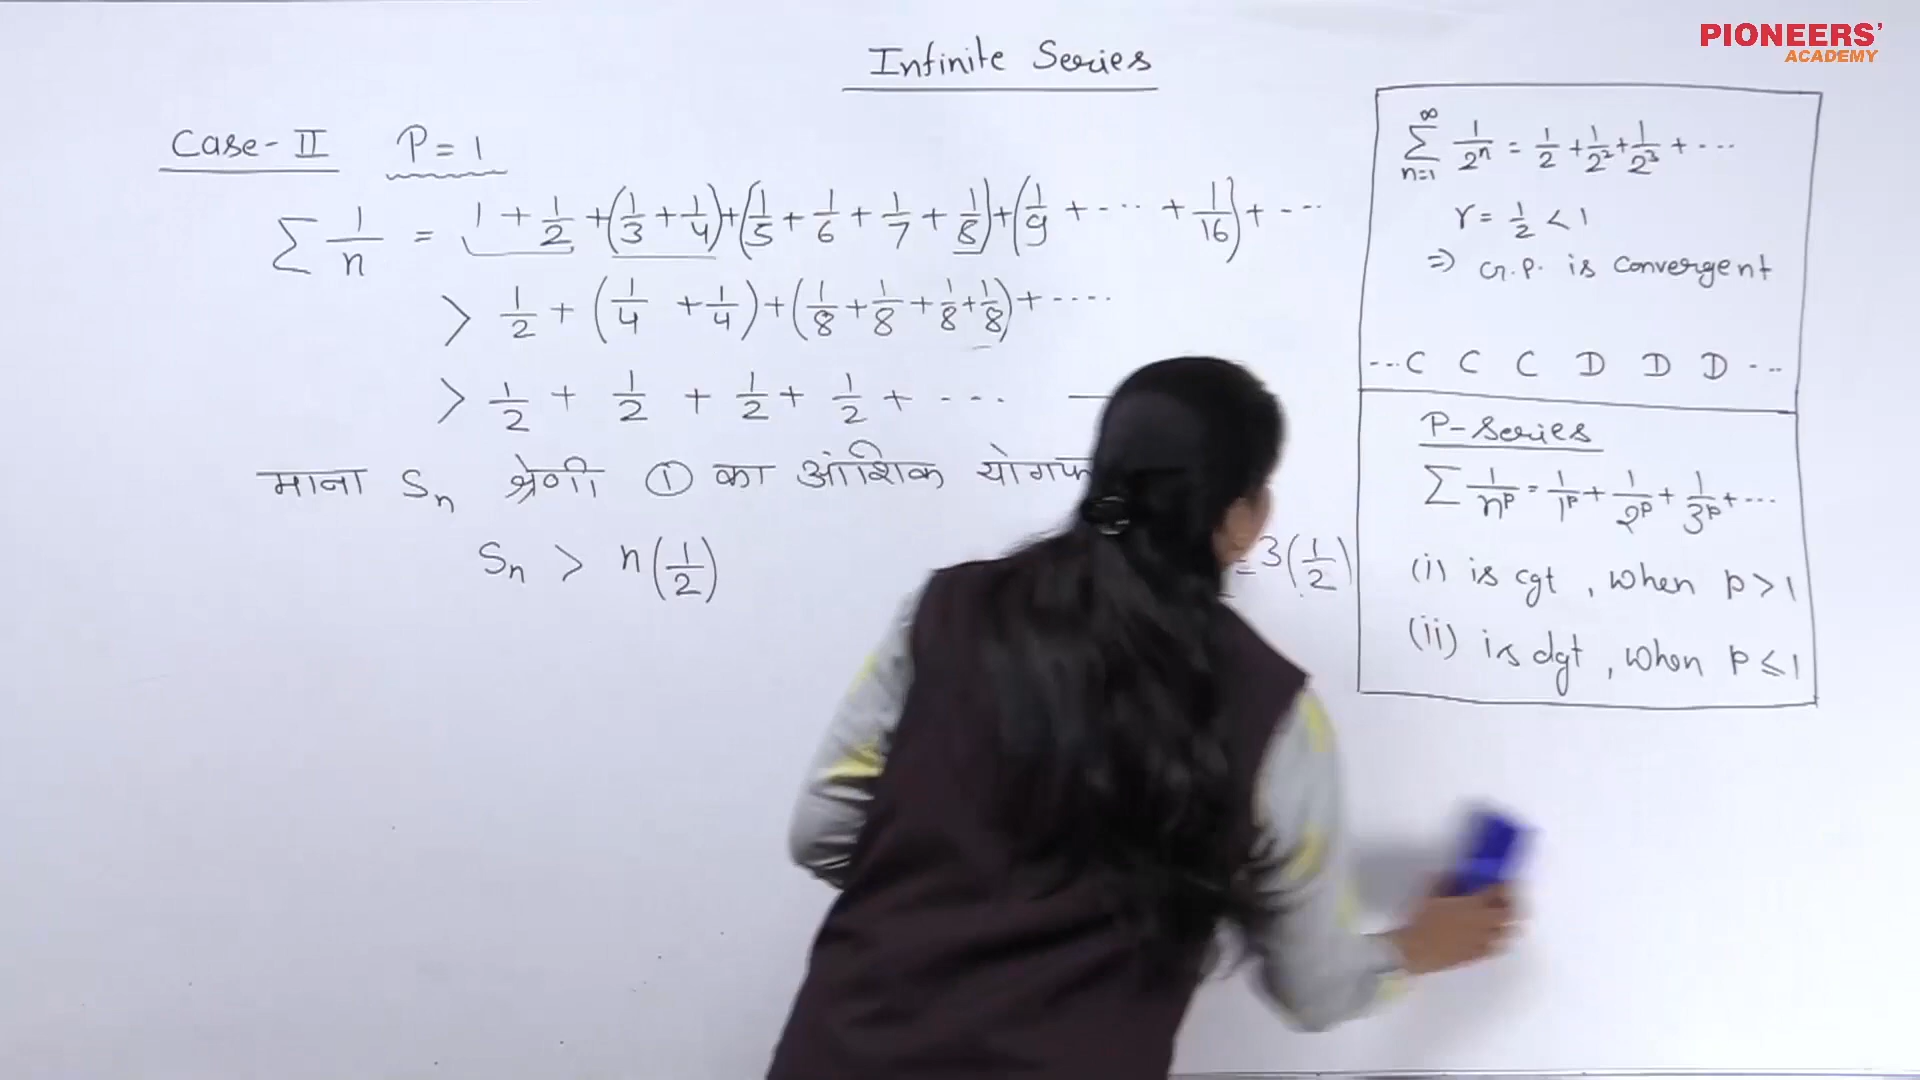 PIONEERS'
ACADEMY
Infinite Series
Case-II P=1
∑ 1/n = 1 + 1/2 + (1/3 + 1/4) + (1/5 + 1/6 + 1/7 + 1/8) + (1/9 + ... + 1/16) + ...
> 1/2 + (1/4 + 1/4) + (1/8 + 1/8 + 1/8 + 1/8) + ....
> 1/2 + 1/2 + 1/2 + 1/2 + ...
माना Sn श्रेणी ① का आंशिक
Sn > n(1/2)
3(1/2)
∞∑n=1 1/2^n = 1/2 + 1/2^2 + 1/2^3 + ...
r = 1/2 < 1
⇒ G.P. is convergent
...C C C D D D ...
P-Series
∑ 1/n^p = 1/1^p + 1/2^p + 1/3^p + ...
(i) is cgt , when p > 1
(ii) is dgt , when p ≤ 1